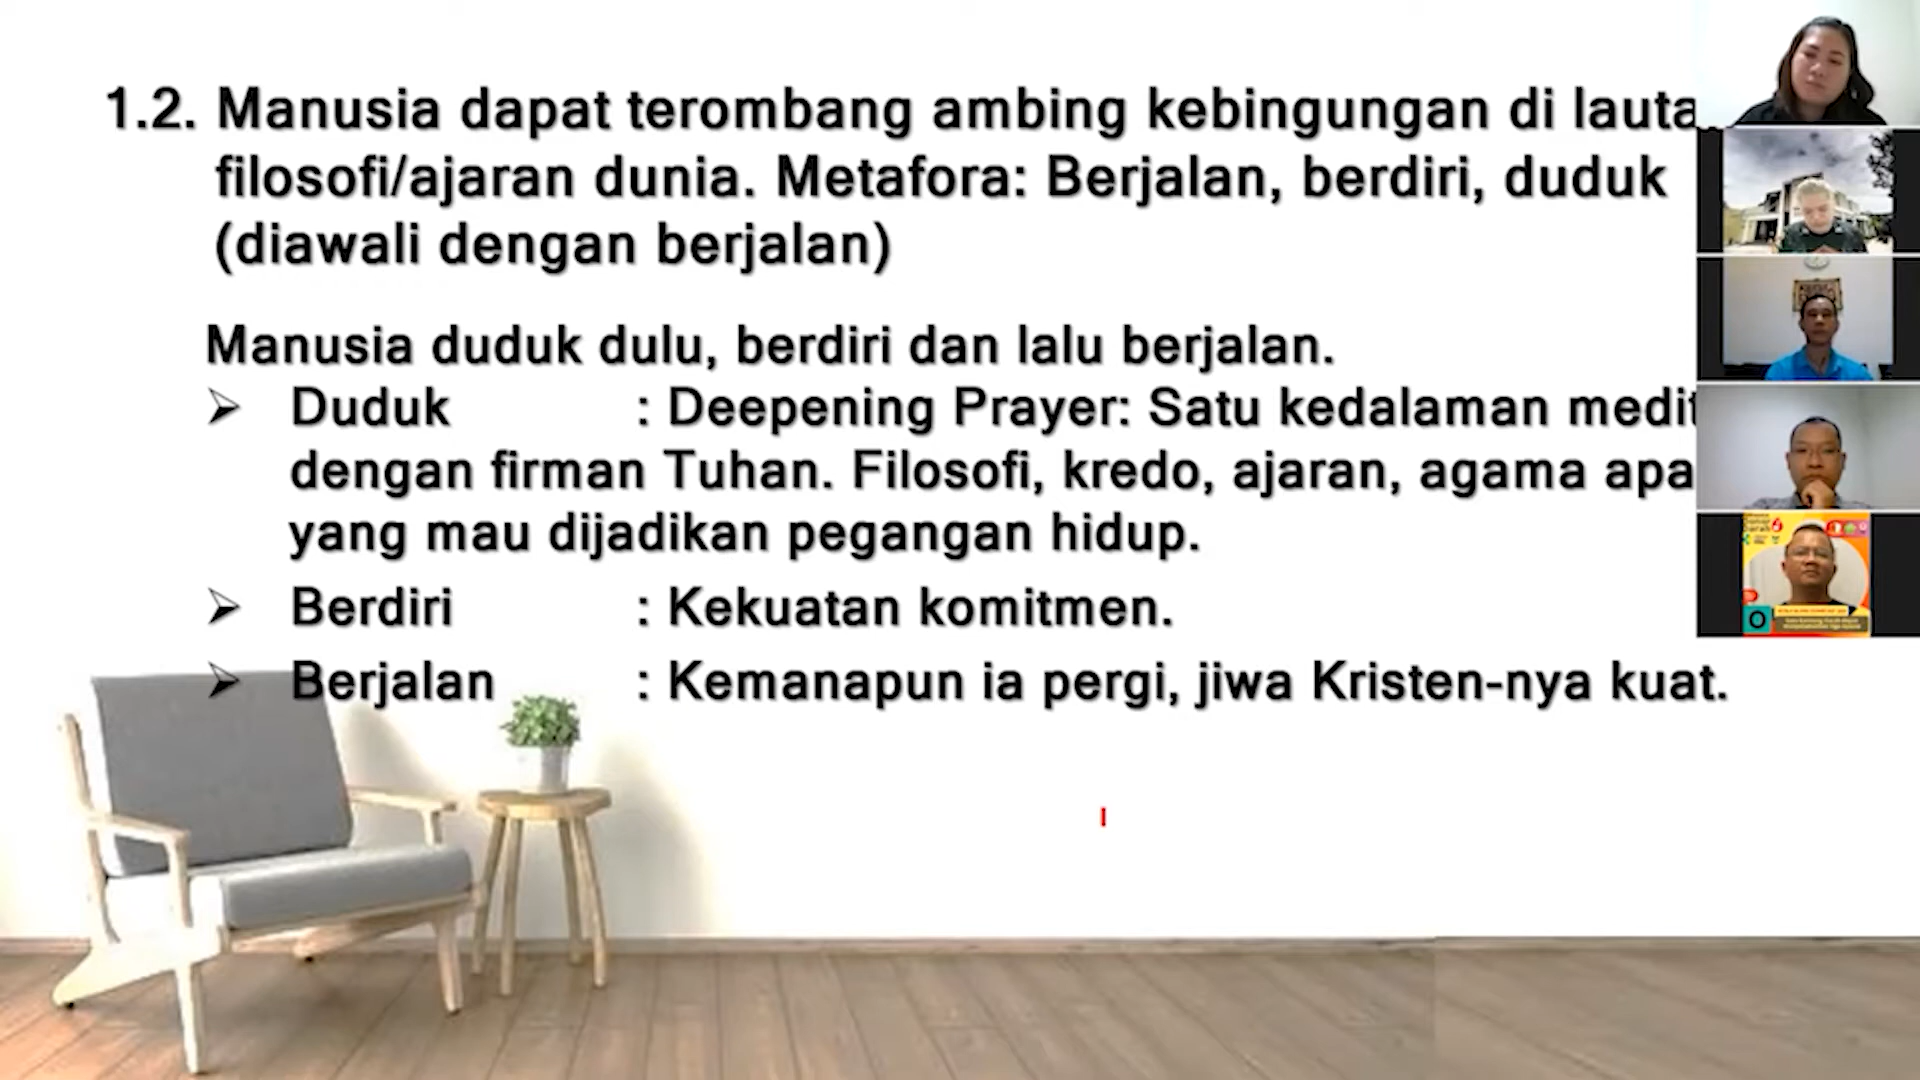 1.2. Manusia dapat terombang ambing kebingungan di lauta
filosofi/ajaran dunia. Metafora: Berjalan, berdiri, duduk
(diawali dengan berjalan)
Manusia duduk dulu, berdiri dan lalu berjalan.
➢ Duduk : Deepening Prayer: Satu kedalaman medit
dengan firman Tuhan. Filosofi, kredo, ajaran, agama apa
yang mau dijadikan pegangan hidup.
➢ Berdiri : Kekuatan komitmen.
➢ Berjalan : Kemanapun ia pergi, jiwa Kristen-nya kuat.
Darah
O